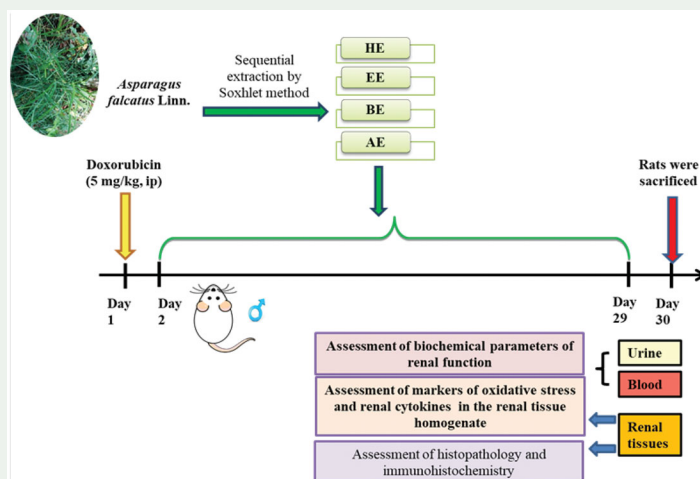 Asparagus
falcatus Linn.
Sequential
extraction by
Soxhlet method
HE
EE
BE
AE
Doxorubicin
(5 mg/kg, ip)
Rats were
sacrificed
Day
1
Day
2
Day
29
Day
30
Assessment of biochemical parameters of
renal function
Urine
Blood
Assessment of markers of oxidative stress
and renal cytokines in the renal tissue
homogenate
Renal
tissues
Assessment of histopathology and
immunohistochemistry